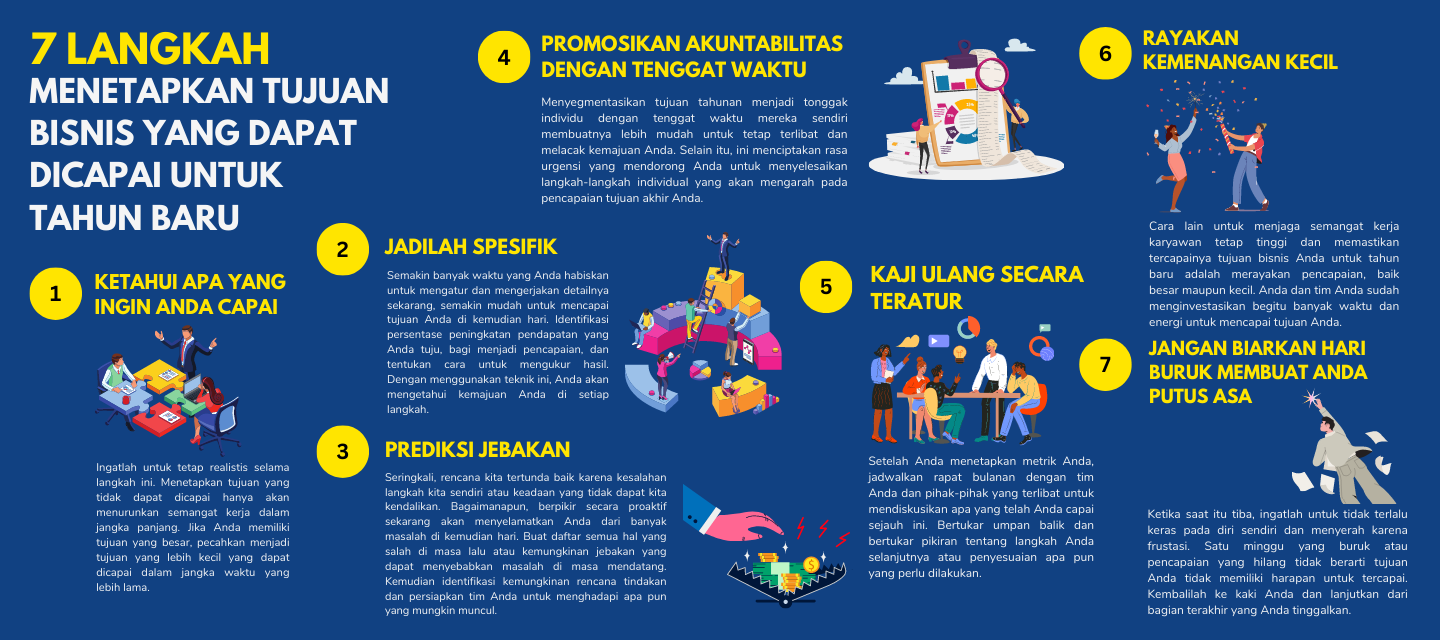 7 LANGKAH
MENETAPKAN TUJUAN
BISNIS YANG DAPAT
DICAPAI UNTUK
TAHUN BARU
1
KETAHUI APA YANG
INGIN ANDA CAPAI
Ingatlah untuk tetap realistis selama
langkah ini. Menetapkan tujuan yang
tidak dapat dicapai hanya akan
menurunkan semangat kerja dalam
jangka panjang. Jika Anda memiliki
tujuan yang besar, pecahkan menjadi
tujuan yang lebih kecil yang dapat
dicapai dalam jangka waktu yang
lebih lama.
2
JADILAH SPESIFIK
Semakin banyak waktu yang Anda habiskan
untuk mengatur dan mengerjakan detailnya
sekarang, semakin mudah untuk mencapai
tujuan Anda di kemudian hari. Identifikasi
persentase peningkatan pendapatan yang
Anda tuju, bagi menjadi pencapaian, dan
tentukan cara untuk mengukur hasil.
Dengan menggunakan teknik ini, Anda akan
mengetahui kemajuan Anda di setiap
langkah.
3
PREDIKSI JEBAKAN
Seringkali, rencana kita tertunda baik karena kesalahan
langkah kita sendiri atau keadaan yang tidak dapat kita
kendalikan. Bagaimanapun, berpikir secara proaktif
sekarang akan menyelamatkan Anda dari banyak
masalah di kemudian hari. Buat daftar semua hal yang
salah di masa lalu atau kemungkinan jebakan yang
dapat menyebabkan masalah di masa mendatang.
Kemudian identifikasi kemungkinan rencana tindakan
dan persiapkan tim Anda untuk menghadapi apa pun
yang mungkin muncul.
4
PROMOSIKAN AKUNTABILITAS
DENGAN TENGGAT WAKTU
Menyegmentasikan tujuan tahunan menjadi tonggak
individu dengan tenggat waktu mereka sendiri
membuatnya lebih mudah untuk tetap terlibat dan
melacak kemajuan Anda. Selain itu, ini menciptakan rasa
urgensi yang mendorong Anda untuk menyelesaikan
langkah-langkah individual yang akan mengarah pada
pencapaian tujuan akhir Anda.
5
KAJI ULANG SECARA
TERATUR
Setelah Anda menetapkan metrik Anda,
jadwalkan rapat bulanan dengan tim
Anda dan pihak-pihak yang terlibat untuk
mendiskusikan apa yang telah Anda capai
sejauh ini. Bertukar umpan balik dan
bertukar pikiran tentang langkah Anda
selanjutnya atau penyesuaian apa pun
yang perlu dilakukan.
6
RAYAKAN
KEMENANGAN KECIL
Cara lain untuk menjaga semangat kerja
karyawan tetap tinggi dan memastikan
tercapainya tujuan bisnis Anda untuk tahun
baru adalah merayakan pencapaian, baik
besar maupun kecil. Anda dan tim Anda sudah
menginvestasikan begitu banyak waktu dan
energi untuk mencapai tujuan Anda.
7
JANGAN BIARKAN HARI
BURUK MEMBUAT ANDA
PUTUS ASA
Ketika saat itu tiba, ingatlah untuk tidak terlalu
keras pada diri sendiri dan menyerah karena
frustasi. Satu minggu yang buruk atau
pencapaian yang hilang tidak berarti tujuan
Anda tidak memiliki harapan untuk tercapai.
Kembalilah ke kaki Anda dan lanjutkan dari
bagian terakhir yang Anda tinggalkan.